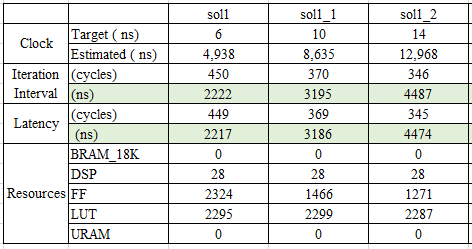 sol1 sol1_1 sol1_2
Clock Target ( ns) 6 10 14
Estimated ( ns) 4,938 8,635 12,968
Iteration Interval (cycles) 450 370 346
(ns) 2222 3195 4487
Latency (cycles) 449 369 345
(ns) 2217 3186 4474
Resources BRAM_18K 0 0 0
DSP 28 28 28
FF 2324 1466 1271
LUT 2295 2299 2287
URAM 0 0 0